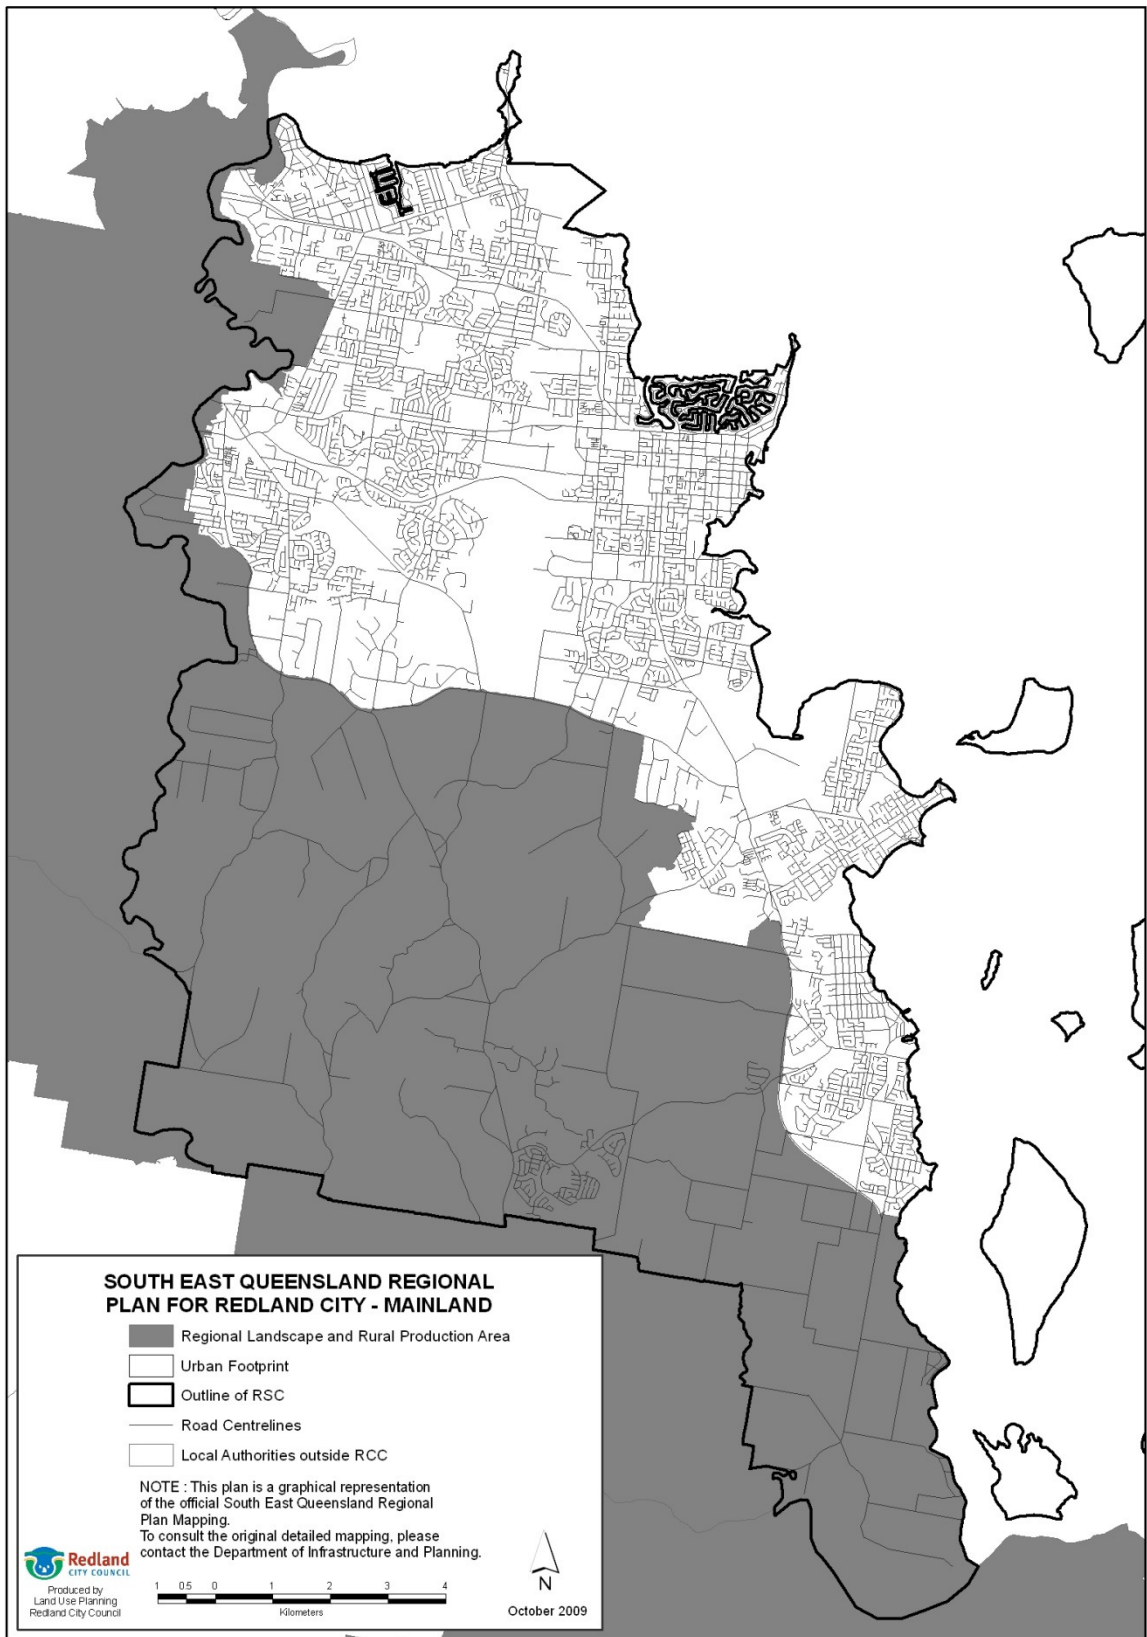 SOUTH EAST QUEENSLAND REGIONAL
PLAN FOR REDLAND CITY - MAINLAND
Regional Landscape and Rural Production Area
Urban Footprint
Outline of RSC
Road Centrelines
Local Authorities outside RCC
NOTE : This plan is a graphical representation
of the official South East Queensland Regional
Plan Mapping.
To consult the original detailed mapping, please
contact the Department of Infrastructure and Planning.
Redland
CITY COUNCIL
Produced by
Land Use Planning
Redland City Council
1 0.5 0 1 2 3 4
Kilometers
N
October 2009